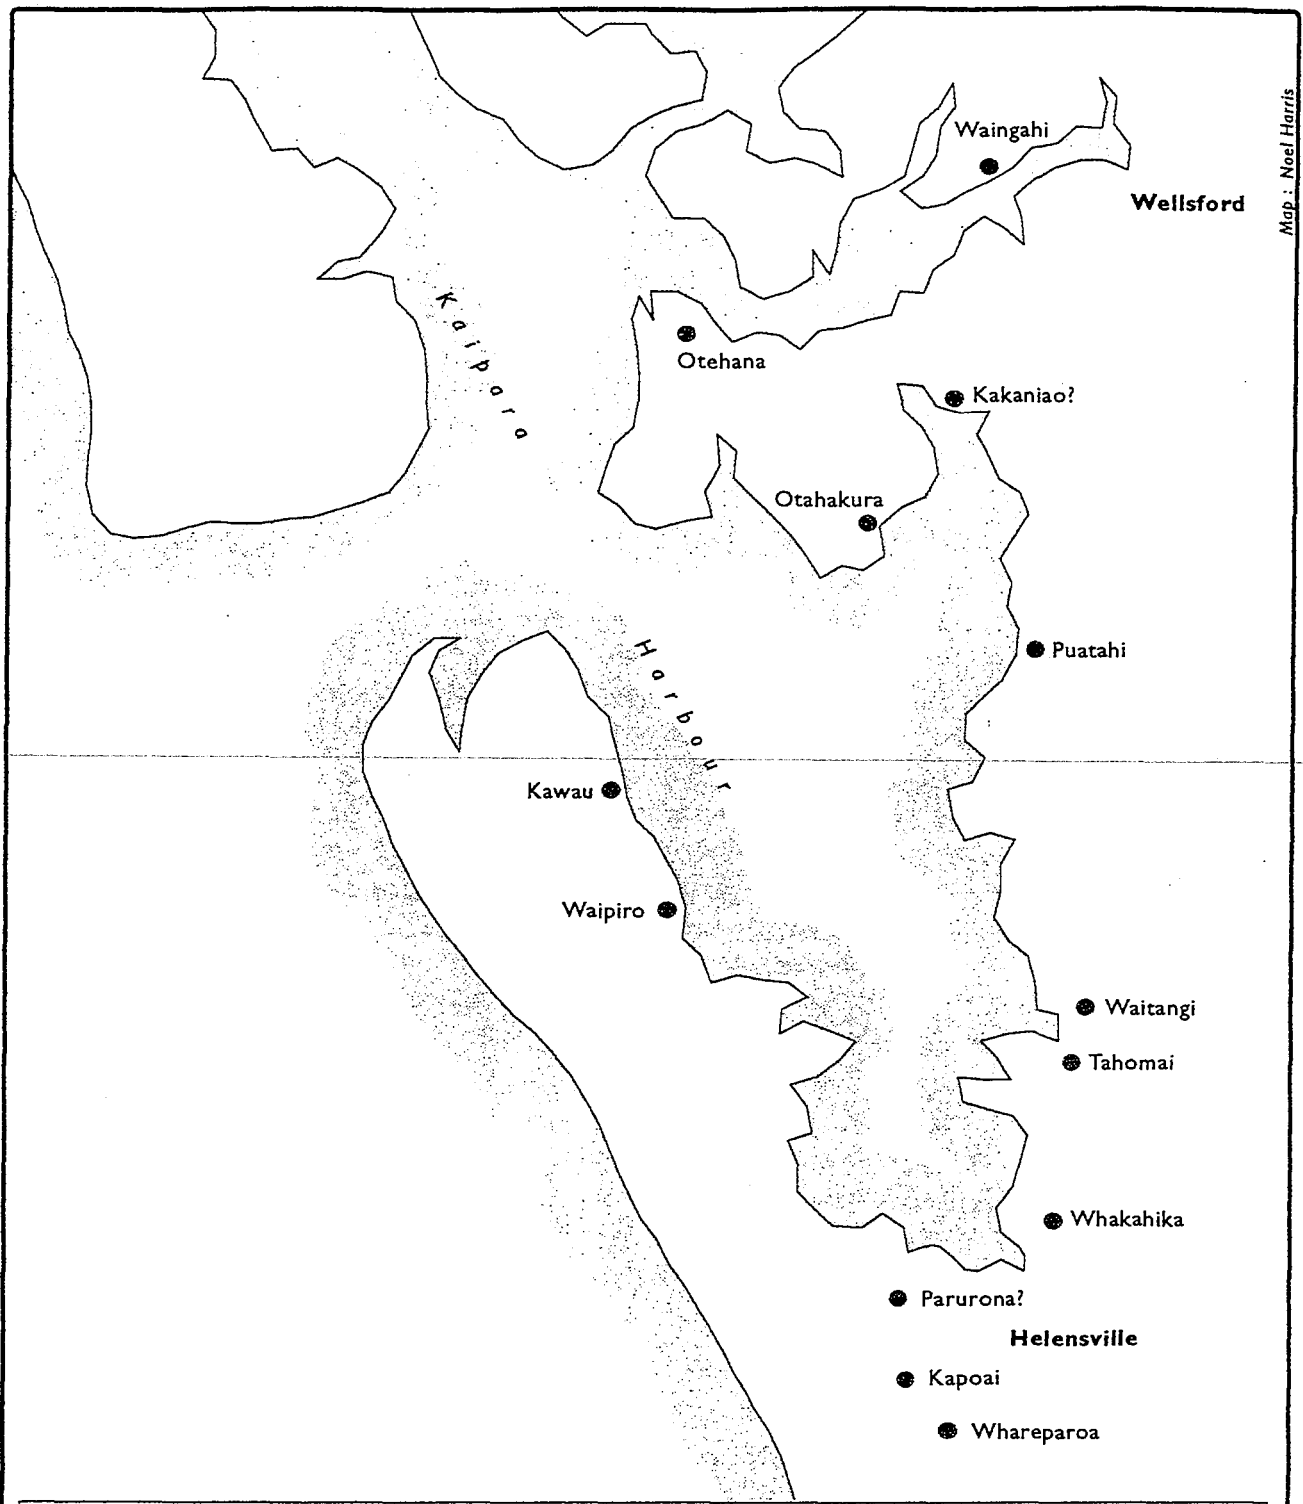 Map : Noel Harris
Waingahi
Wellsford
Kaipara
Otehana
Kakaniao?
Otahakura
Harbour
Puatahi
Kawau
Waipiro
Waitangi
Tahomai
Whakahika
Parurona?
Helensville
Kapoai
Whareparoa